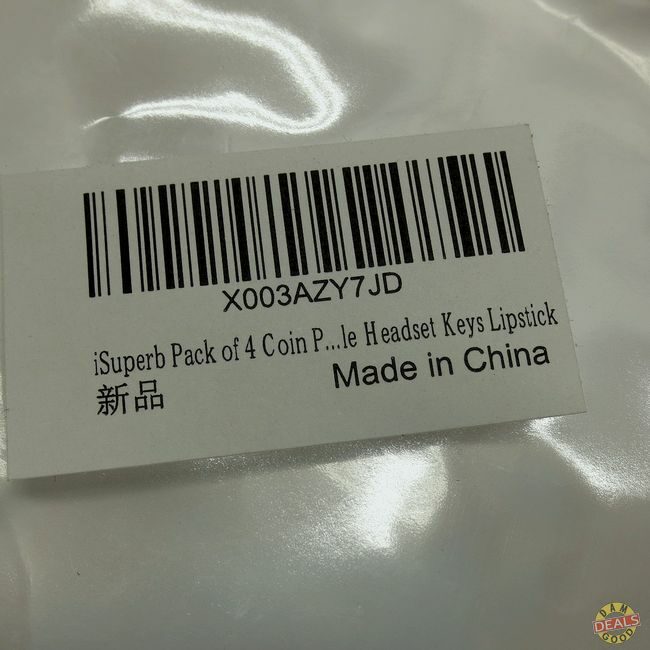 X003AZY7JD
iSuperb Pack of 4 Coin P...le Headset Keys Lipstick
新品
Made in China
DAM
DEALS
GOOD